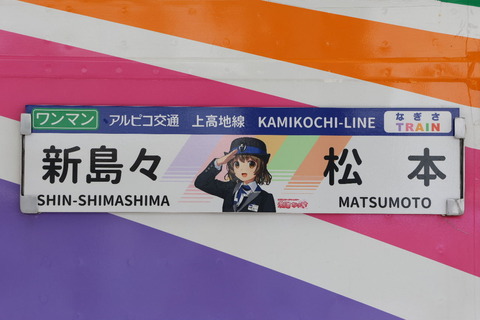 ワンマン アルピコ交通 上高地線 KAMIKOCHI-LINE なぎさ
TRAIN
新島々 松本
SHIN-SHIMASHIMA MATSUMOTO